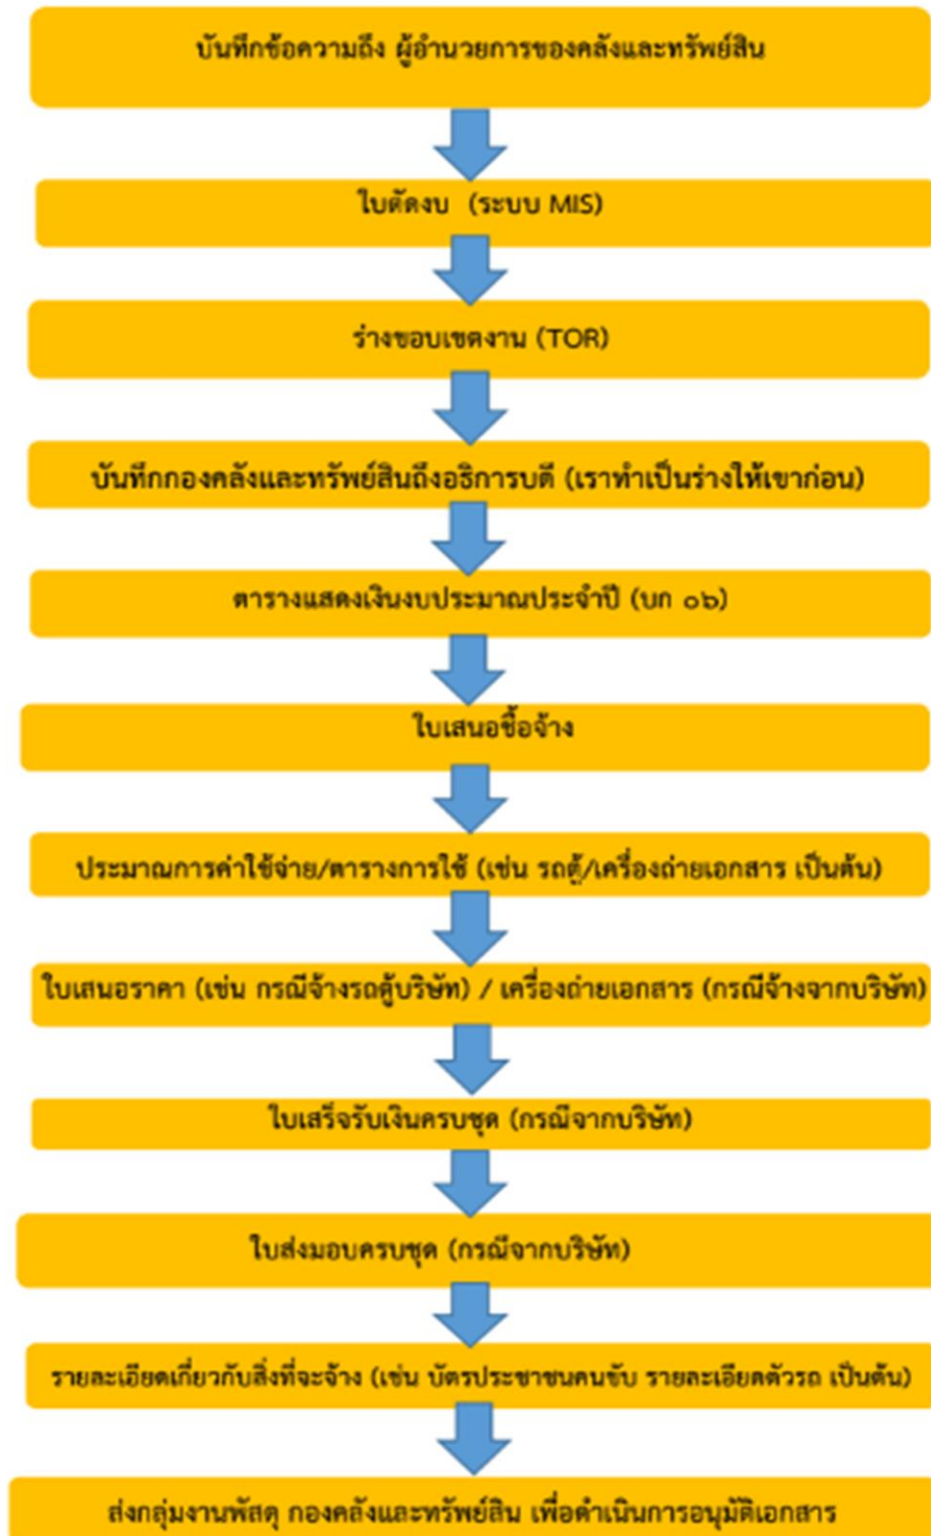 บันทึกข้อความถึง ผู้อำนวยการของคลังและทรัพย์สิน
ใบตัดงบ (ระบบ MIS)
ร่างขอบเขตงาน (TOR)
บันทึกกองคลังและทรัพย์สินถึงอธิการบดี (เราทำเป็นร่างให้เขาก่อน)
ตารางแสดงเงินงบประมาณประจำปี (บก ๐๖)
ใบเสนอซื้อจ้าง
ประมาณการค่าใช้จ่าย/ตารางการใช้ (เช่น รถตู้/เครื่องถ่ายเอกสาร เป็นต้น)
ใบเสนอราคา (เช่น กรณีจ้างรถตู้บริษัท) / เครื่องถ่ายเอกสาร (กรณีจ้างจากบริษัท)
ใบเสร็จรับเงินครบชุด (กรณีจากบริษัท)
ใบส่งมอบครบชุด (กรณีจากบริษัท)
รายละเอียดเกี่ยวกับสิ่งที่จะจ้าง (เช่น บัตรประชาชนคนขับ รายละเอียดตัวรถ เป็นต้น)
ส่งกลุ่มงานพัสดุ กองคลังและทรัพย์สิน เพื่อดำเนินการอนุมัติเอกสาร